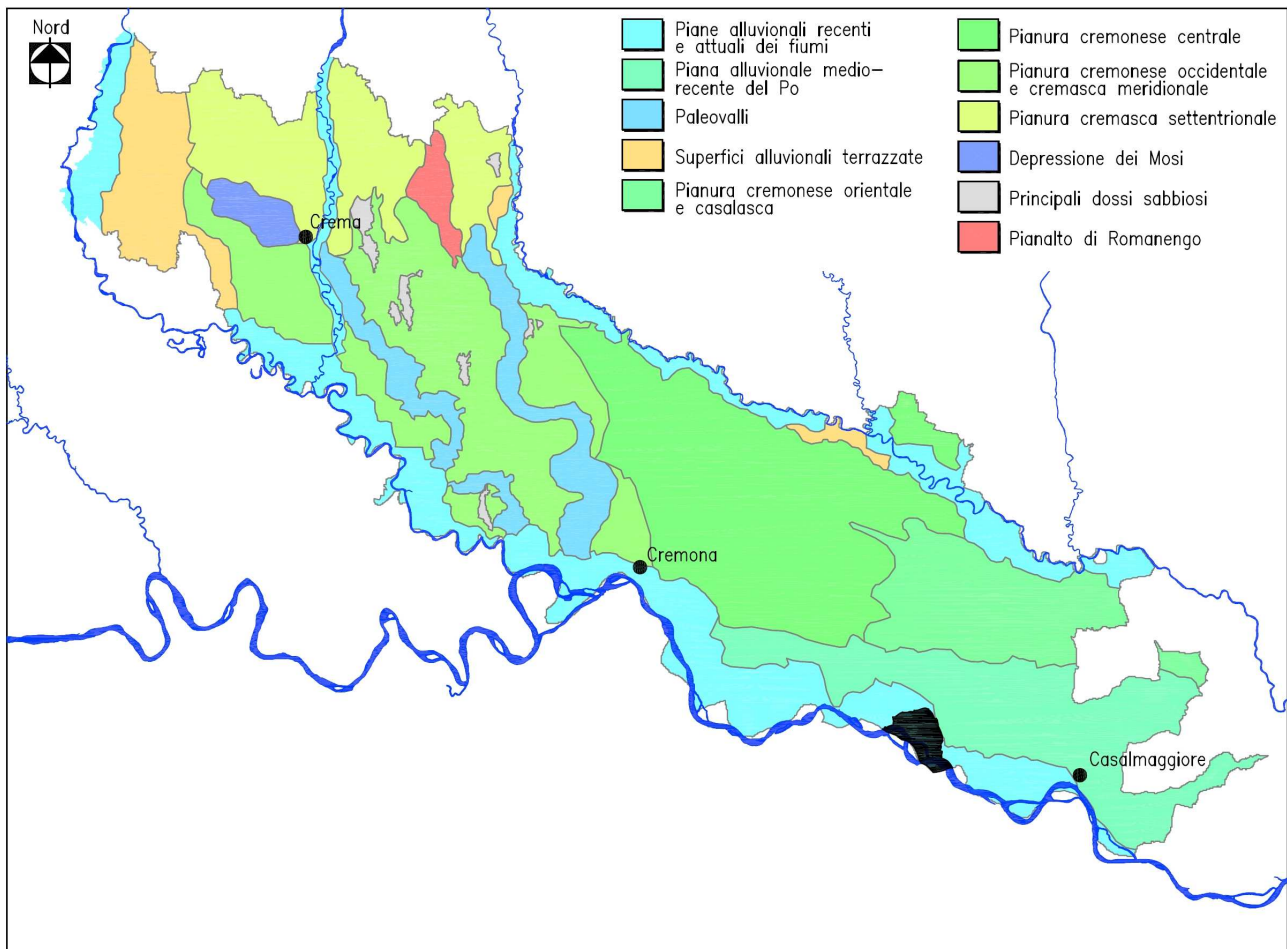 Nord
Piane alluvionali recenti
e attuali dei fiumi
Piana alluvionale medio-
recente del Po
Paleovalli
Superfici alluvionali terrazzate
Pianura cremonese orientale
e casalasca
Pianura cremonese centrale
Pianura cremonese occidentale
e cremasca meridionale
Pianura cremasca settentrionale
Depressione dei Mosi
Principali dossi sabbiosi
Pianalto di Romanengo
Crema
Cremona
Casalmaggiore